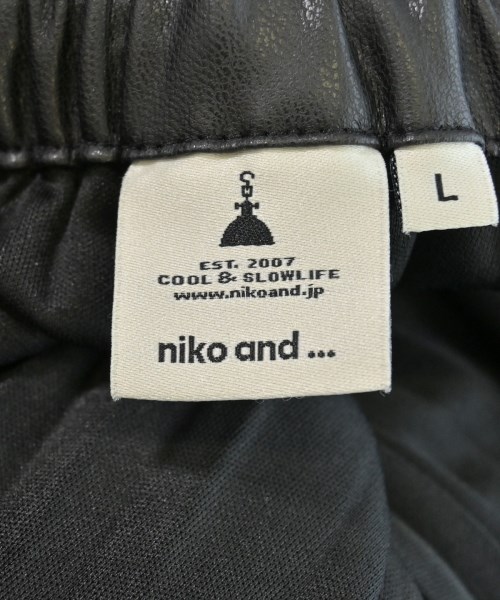 EST. 2007
COOL & SLOWLIFE
www.nikoand.jp
niko and ...
L